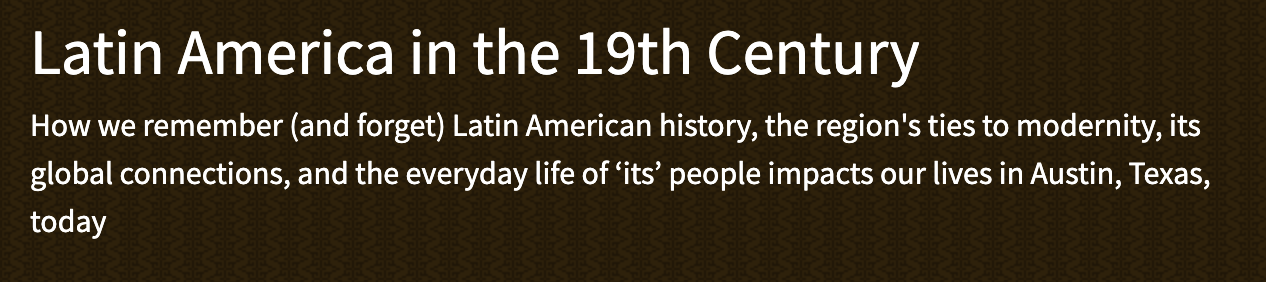 Latin America in the 19th Century
How we remember (and forget) Latin American history, the region's ties to modernity, its
global connections, and the everyday life of ‘its’ people impacts our lives in Austin, Texas,
today